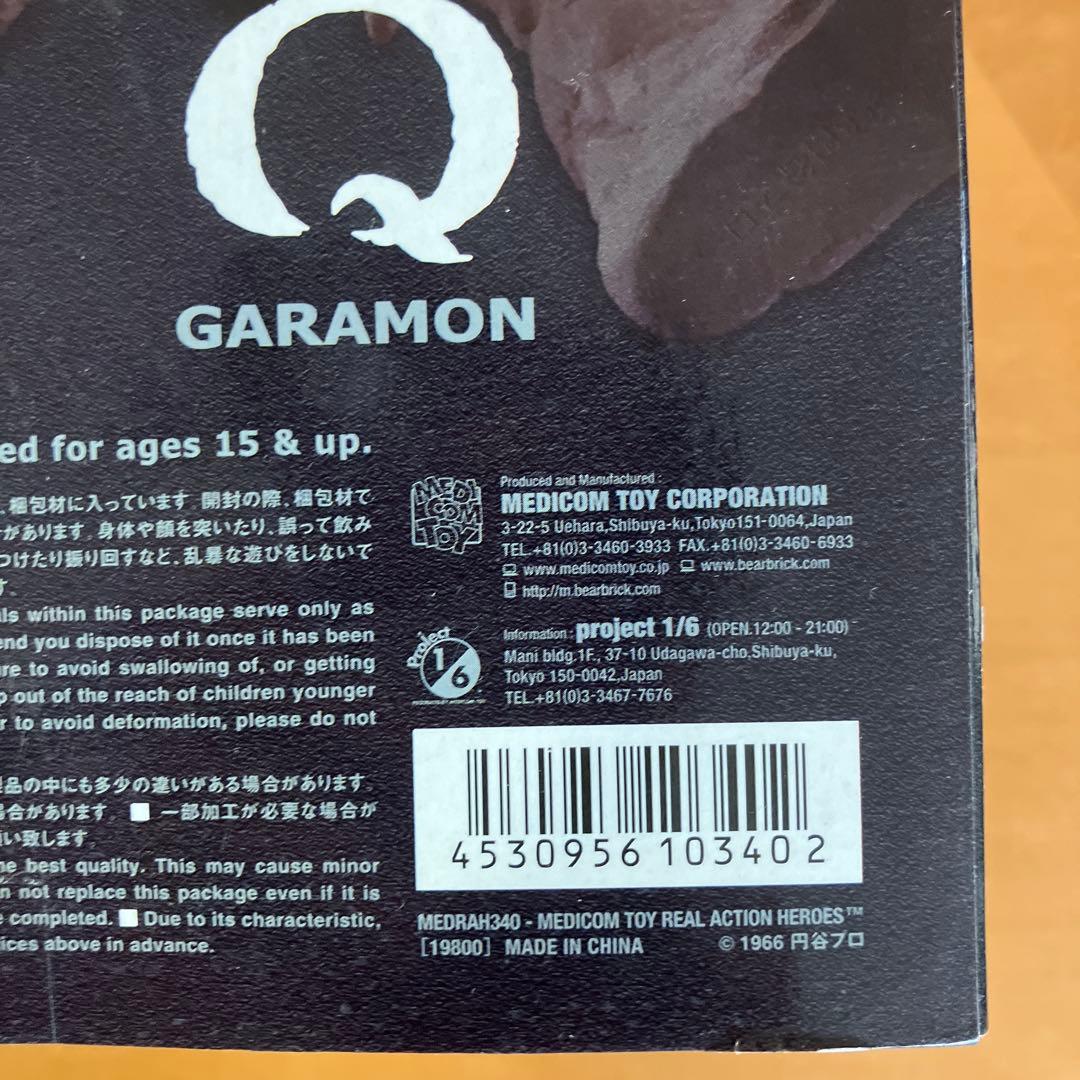 Q
GARAMON
ed for ages 15 & up.
、梱包材に入っています. 開封の際、梱包材で
があります. 身体や顔を突いたり、誤って飲み
つけたり振り回すなど、乱暴な遊びをしないで
す.
ls within this package serve only as
end you dispose of it once it has been
re to avoid swallowing of, or getting
p out of the reach of children younger
r to avoid deformation, please do not
品の中にも多少の違いがある場合があります.
場合があります. ■ 一部加工が必要な場合が
い致します.
he best quality. This may cause minor
n not replace this package even if it is
e completed. ■ Due to its characteristic,
ices above in advance.
MEDI
COM
TOY
Produced and Manufactured :
MEDICOM TOY CORPORATION
3-22-5 Uehara,Shibuya-ku,Tokyo151-0064,Japan
TEL.+81(0)3-3460-3933 FAX.+81(0)3-3460-6933
www.medicomtoy.co.jp www.bearbrick.com
http://m.bearbrick.com
Project
1/6
Information : project 1/6 (OPEN.12:00 - 21:00)
Mani bldg.1F., 37-10 Udagawa-cho,Shibuya-ku,
Tokyo 150-0042,Japan
TEL.+81(0)3-3467-7676
4530956103402
MEDRAH340 - MEDICOM TOY REAL ACTION HEROES™
[19800] MADE IN CHINA © 1966 円谷プロ